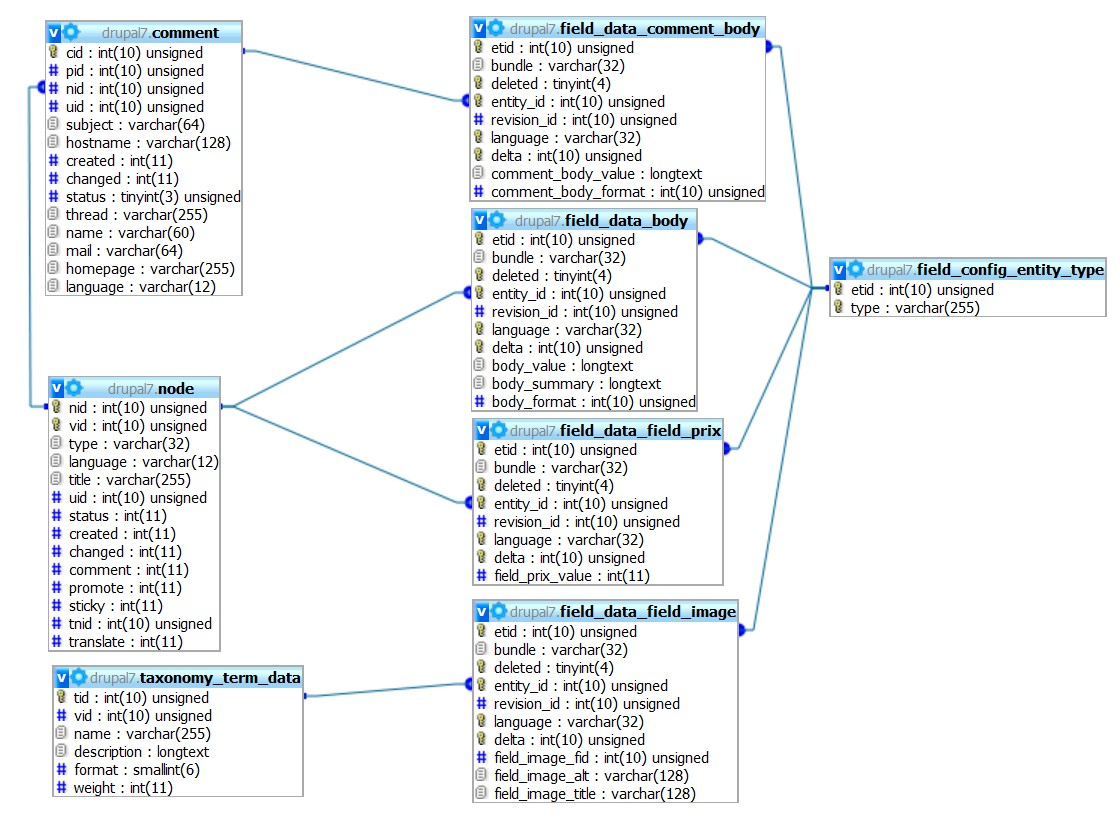 drupal7.comment
cid : int(10) unsigned
pid : int(10) unsigned
nid : int(10) unsigned
uid : int(10) unsigned
subject : varchar(64)
hostname : varchar(128)
created : int(11)
changed : int(11)
status : tinyint(3) unsigned
thread : varchar(255)
name : varchar(60)
mail : varchar(64)
homepage : varchar(255)
language : varchar(12)
drupal7.node
nid : int(10) unsigned
vid : int(10) unsigned
type : varchar(32)
language : varchar(12)
title : varchar(255)
uid : int(10) unsigned
status : int(11)
created : int(11)
changed : int(11)
comment : int(11)
promote : int(11)
sticky : int(11)
tnid : int(10) unsigned
translate : int(11)
drupal7.taxonomy_term_data
tid : int(10) unsigned
vid : int(10) unsigned
name : varchar(255)
description : longtext
format : smallint(6)
weight : int(11)
drupal7.field_data_comment_body
etid : int(10) unsigned
bundle : varchar(32)
deleted : tinyint(4)
entity_id : int(10) unsigned
revision_id : int(10) unsigned
language : varchar(32)
delta : int(10) unsigned
comment_body_value : longtext
comment_body_format : int(10) unsigned
drupal7.field_data_body
etid : int(10) unsigned
bundle : varchar(32)
deleted : tinyint(4)
entity_id : int(10) unsigned
revision_id : int(10) unsigned
language : varchar(32)
delta : int(10) unsigned
body_value : longtext
body_summary : longtext
body_format : int(10) unsigned
drupal7.field_data_field_prix
etid : int(10) unsigned
bundle : varchar(32)
deleted : tinyint(4)
entity_id : int(10) unsigned
revision_id : int(10) unsigned
language : varchar(32)
delta : int(10) unsigned
field_prix_value : int(11)
drupal7.field_data_field_image
etid : int(10) unsigned
bundle : varchar(32)
deleted : tinyint(4)
entity_id : int(10) unsigned
revision_id : int(10) unsigned
language : varchar(32)
delta : int(10) unsigned
field_image_fid : int(10) unsigned
field_image_alt : varchar(128)
field_image_title : varchar(128)
drupal7.field_config_entity_type
etid : int(10) unsigned
type : varchar(255)